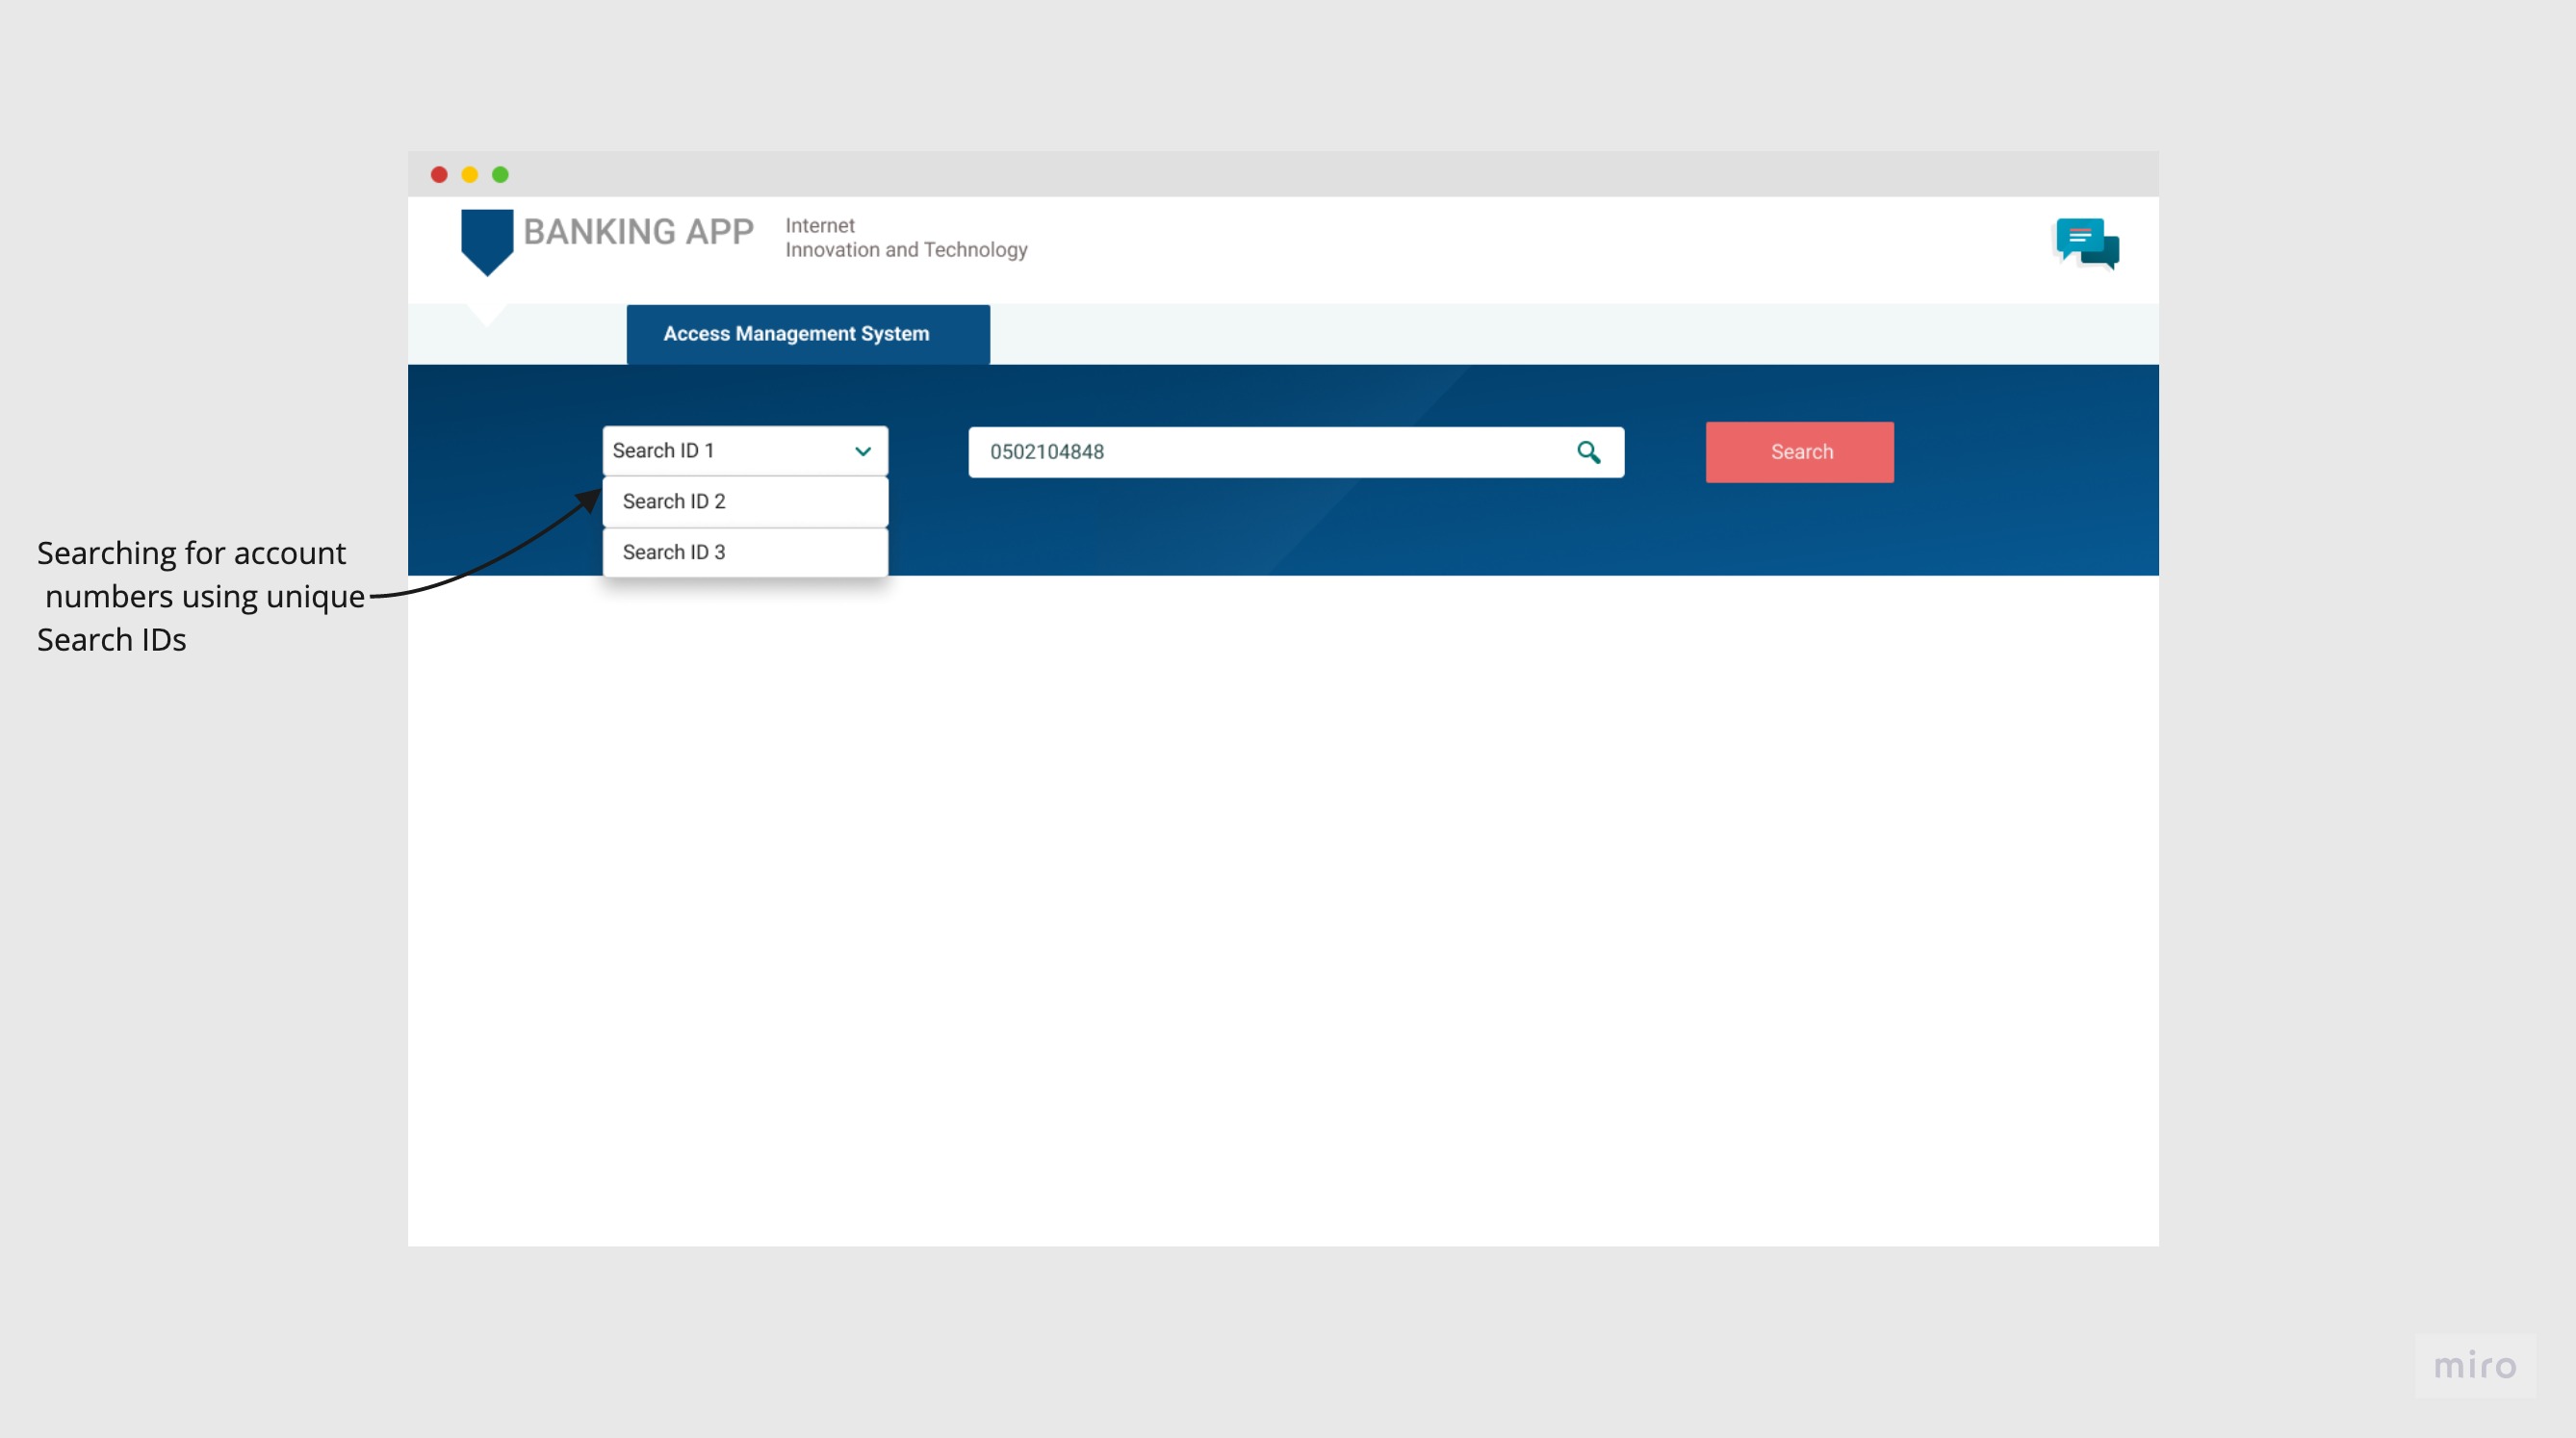 BANKING APP
Internet
Innovation and Technology
Access Management System
Search ID 1
0502104848
Search
Search ID 2
Search ID 3
Searching for account
numbers using unique
Search IDs
miro